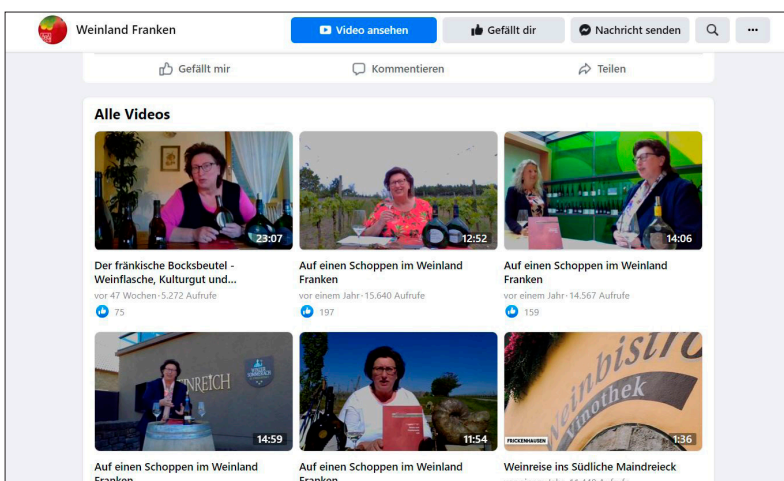 Weinland Franken
Video ansehen
Gefällt dir
Nachricht senden
Gefällt mir
Kommentieren
Teilen
Alle Videos
23:07
12:52
14:06
Der fränkische Bocksbeutel -
Weinflasche, Kulturgut und...
vor 47 Wochen · 5.272 Aufrufe
75
Auf einen Schoppen im Weinland
Franken
vor einem Jahr · 15.640 Aufrufe
197
Auf einen Schoppen im Weinland
Franken
vor einem Jahr · 14.567 Aufrufe
159
14:59
11:54
Weinbistro
Vinothek
FRICKENHAUSEN
1:36
Auf einen Schoppen im Weinland
Franken
Auf einen Schoppen im Weinland
Franken
Weinreise ins Südliche Maindreieck